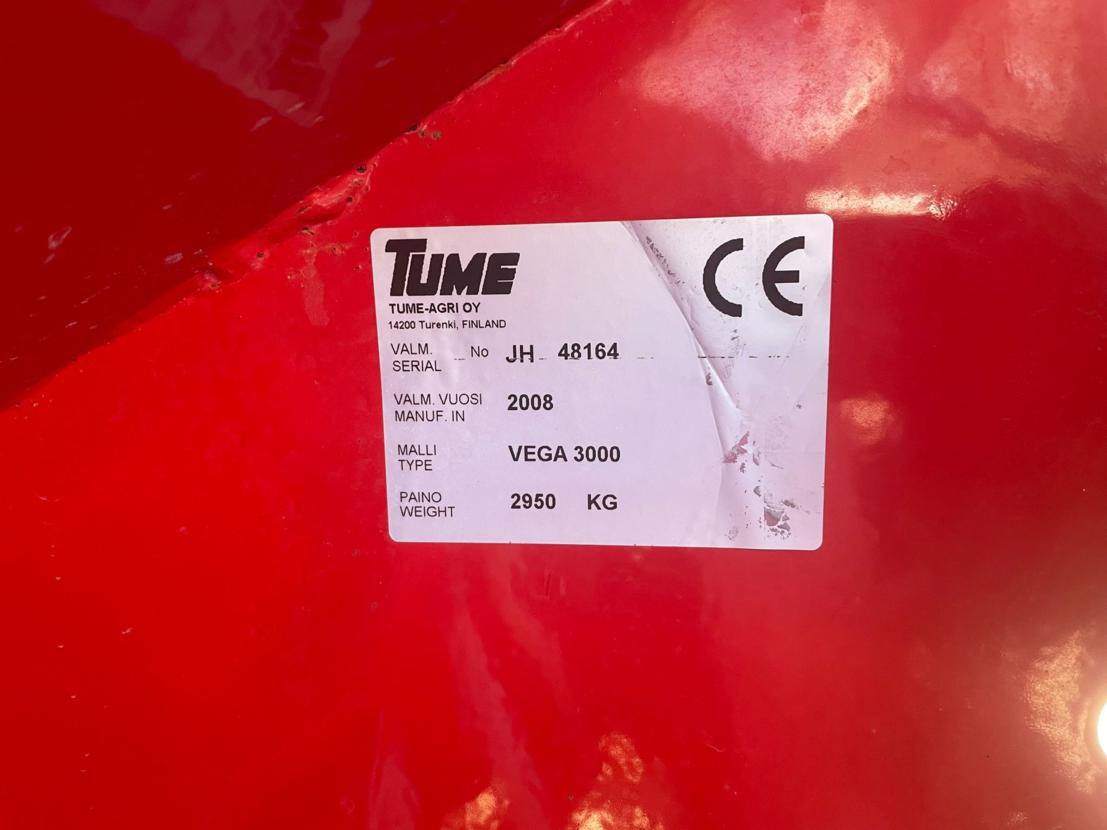 TUME
CE
TUME-AGRI OY
14200 Turenki, FINLAND
VALM. No JH 48164
SERIAL
VALM. VUOSI 2008
MANUF. IN
MALLI VEGA 3000
TYPE
PAINO 2950 KG
WEIGHT